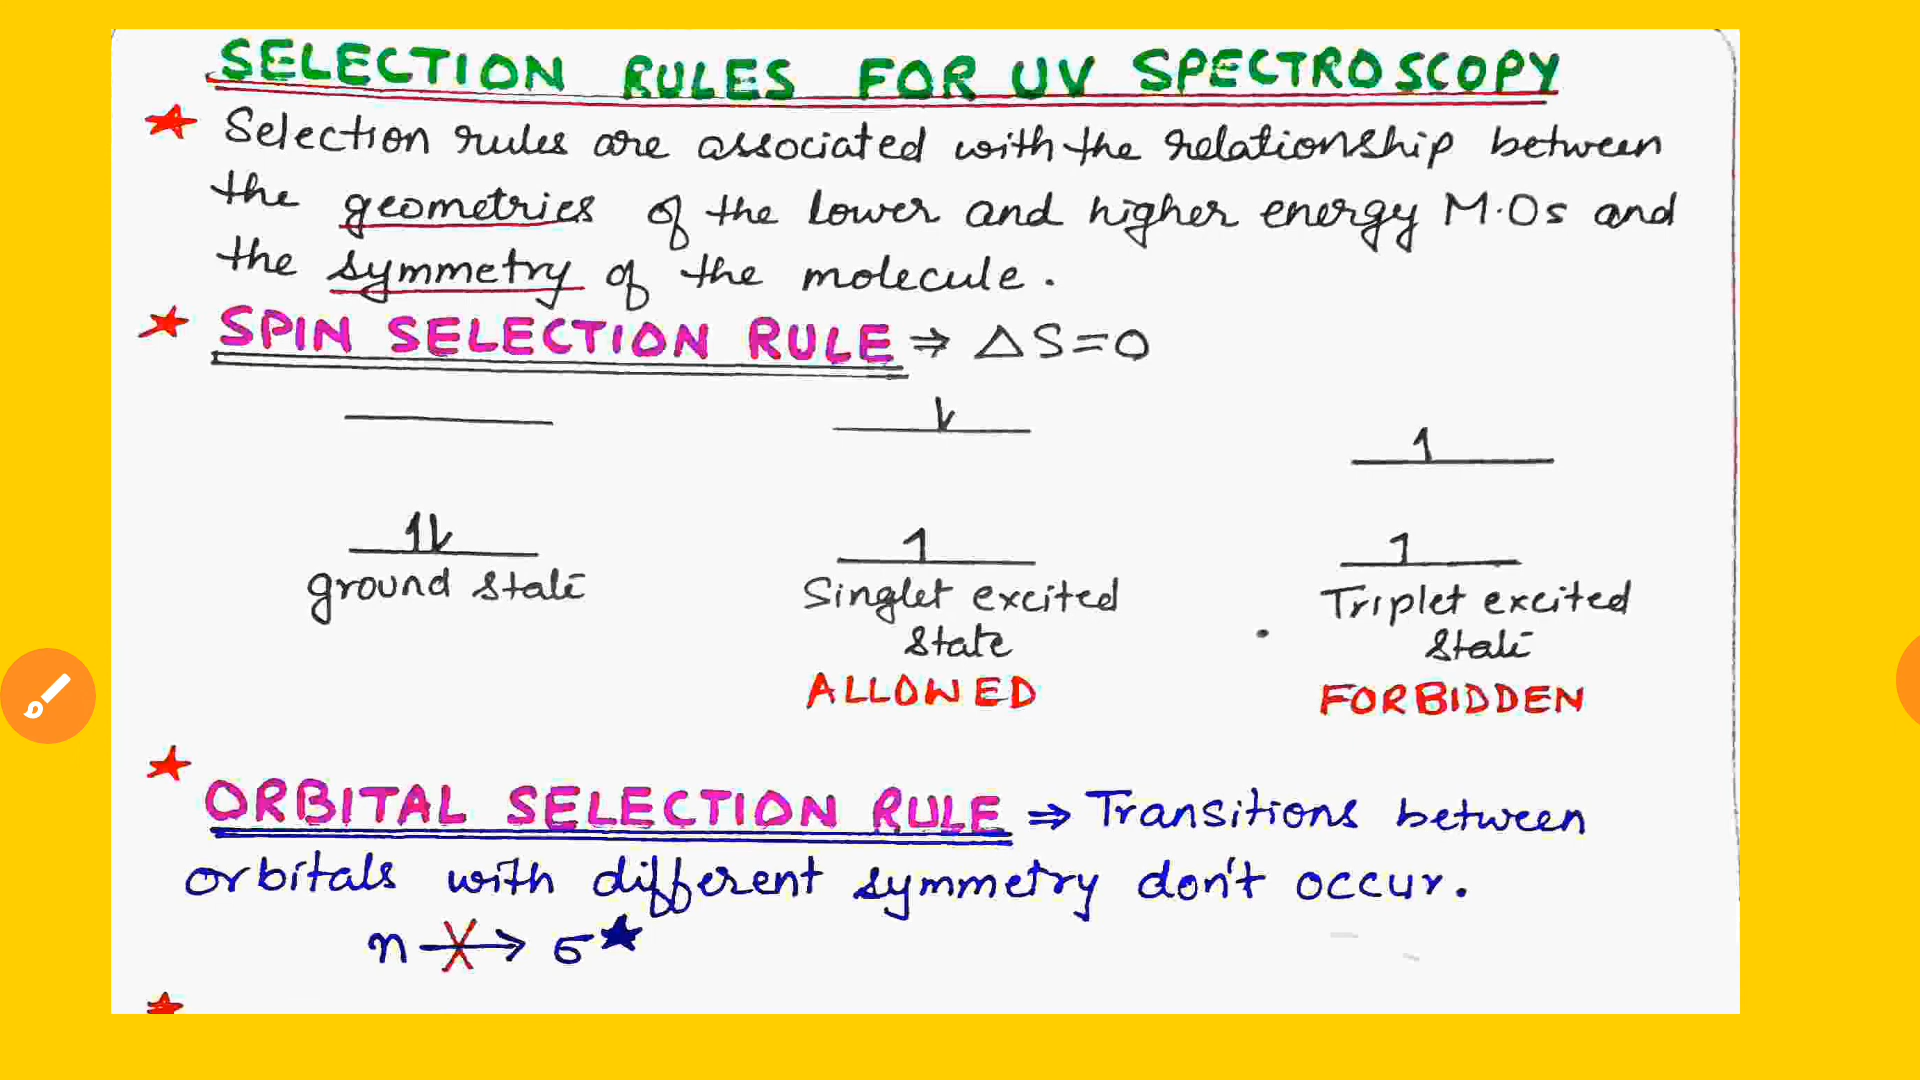 SELECTION RULES FOR UV SPECTROSCOPY
Selection rules are associated with the relationship between
the geometries of the lower and higher energy M.Os and
the symmetry of the molecule.
SPIN SELECTION RULE ⇒ ΔS=0
ground state
Singlet excited
state
ALLOWED
Triplet excited
state
FORBIDDEN
ORBITAL SELECTION RULE ⇒ Transitions between
orbitals with different symmetry don't occur.
n → σ★